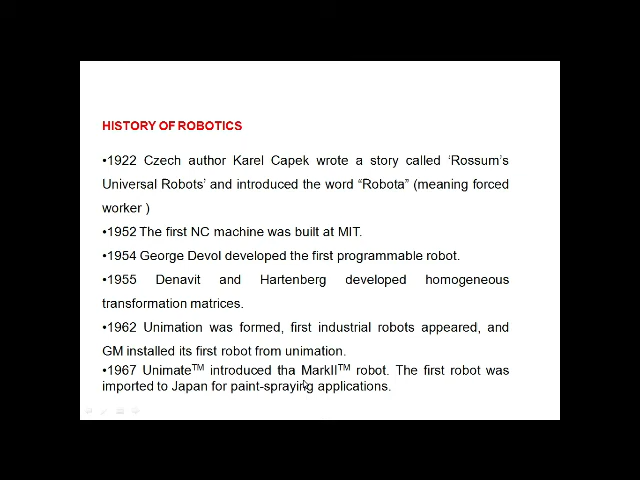 HISTORY OF ROBOTICS
•1922 Czech author Karel Capek wrote a story called ‘Rossum’s
Universal Robots’ and introduced the word “Robota” (meaning forced
worker )
•1952 The first NC machine was built at MIT.
•1954 George Devol developed the first programmable robot.
•1955 Denavit and Hartenberg developed homogeneous
transformation matrices.
•1962 Unimation was formed, first industrial robots appeared, and
GM installed its first robot from unimation.
•1967 Unimate™ introduced tha MarkII™ robot. The first robot was
imported to Japan for paint-spraying applications.